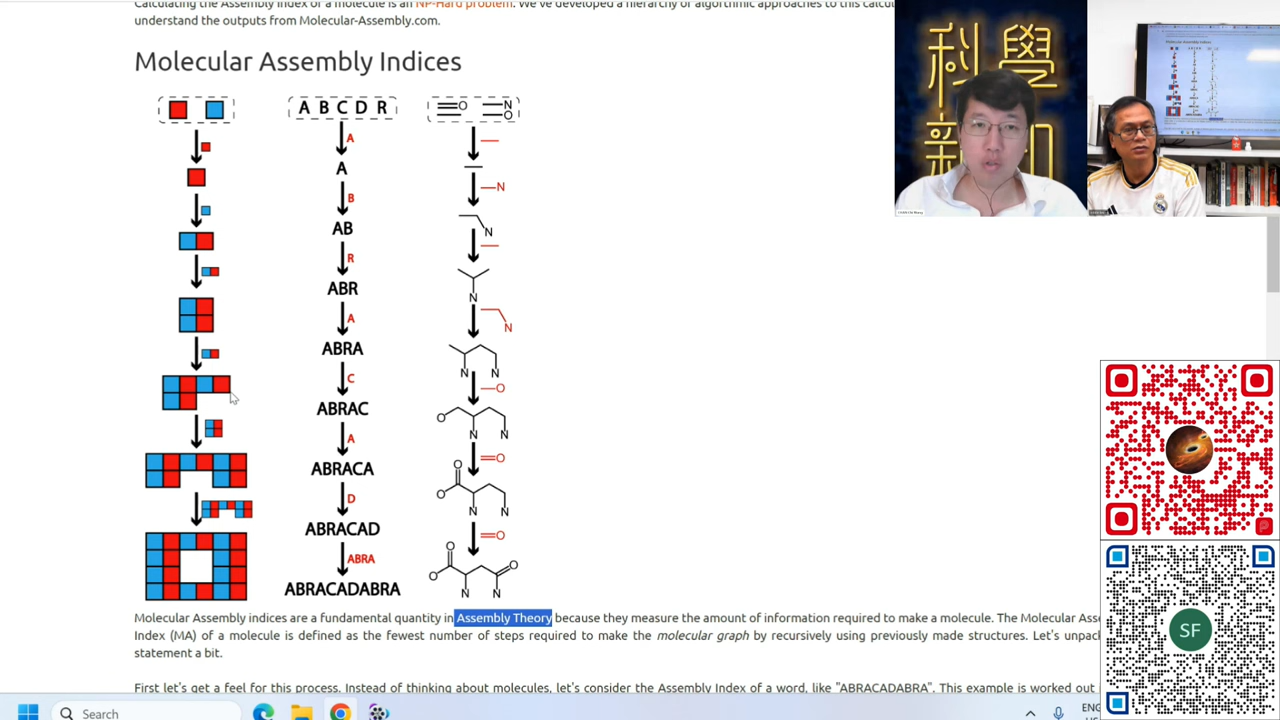 Calculating the Assembly Index of a molecule is an NP-Hard problem. We've developed a hierarchy of algorithmic approaches to this calc
understand the outputs from Molecular-Assembly.com.
Molecular Assembly Indices
A B C D R
A
A
B
AB
R
ABR
A
ABRA
C
ABRAC
A
ABRACA
D
ABRACAD
ABRA
ABRACADABRA
O
N
O
N
N
N
N
N
N
O
O
N
N
O
O
O
N
N
O
O
O
O
N
N
Molecular Assembly indices are a fundamental quantity in Assembly Theory because they measure the amount of information required to make a molecule. The Molecular Asse
Index (MA) of a molecule is defined as the fewest number of steps required to make the molecular graph by recursively using previously made structures. Let's unpack
statement a bit.
First let's get a feel for this process. Instead of thinking about molecules, let's consider the Assembly Index of a word, like "ABRACADABRA". This example is worked out
科學
新知
SF
Search
ENG